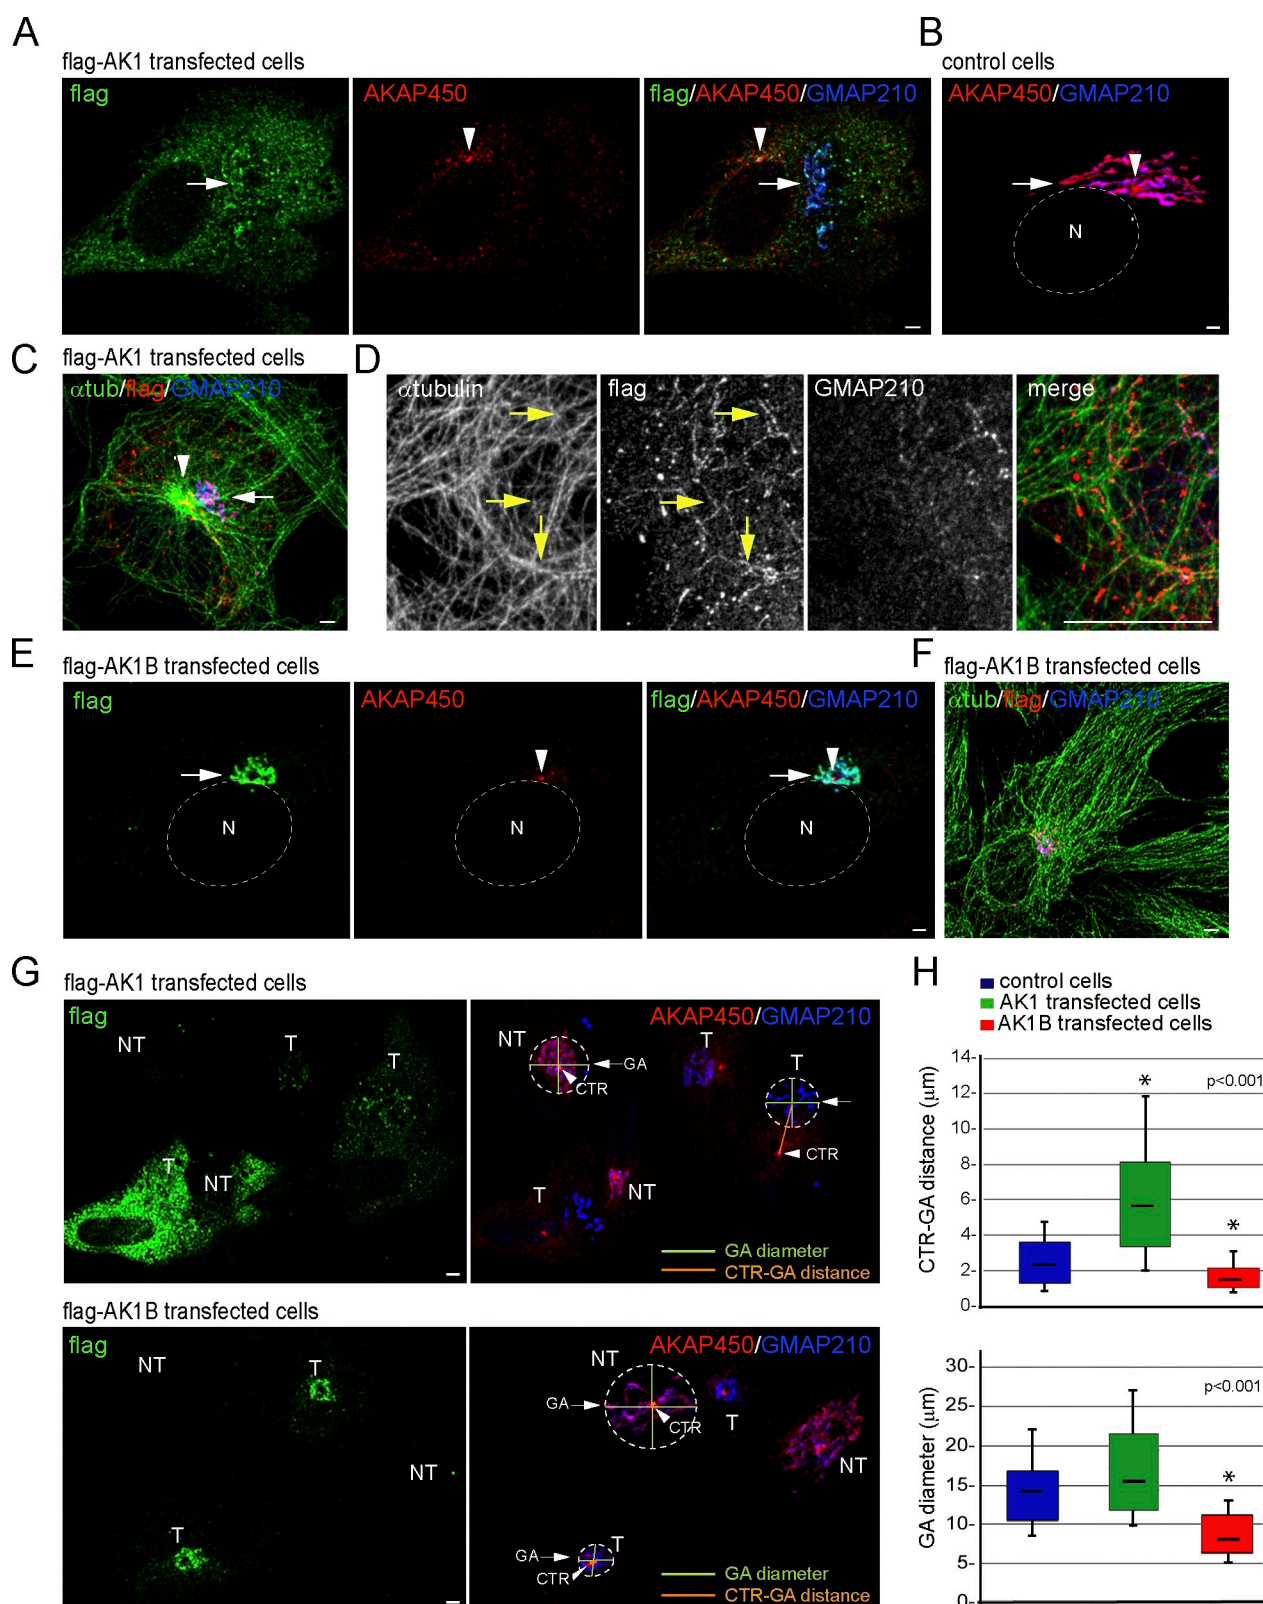 A
flag-AK1 transfected cells
flag
AKAP450
flag/AKAP450/GMAP210
B
control cells
AKAP450/GMAP210
N
C
flag-AK1 transfected cells
αtub/flag/GMAP210
D
αtubulin
flag
GMAP210
merge
E
flag-AK1B transfected cells
flag
N
AKAP450
N
flag/AKAP450/GMAP210
N
F
flag-AK1B transfected cells
αtub/flag/GMAP210
G
flag-AK1 transfected cells
flag
NT
T
T
T
NT
AKAP450/GMAP210
NT
GA
CTR
T
T
CTR
T
NT
GA diameter
CTR-GA distance
flag-AK1B transfected cells
flag
NT
T
NT
T
AKAP450/GMAP210
NT
GA
CTR
T
NT
T
GA
CTR
GA diameter
CTR-GA distance
H
control cells
AK1 transfected cells
AK1B transfected cells
CTR-GA distance (μm)
14-
12-
10-
8-
6-
4-
2-
0-
*
p<0.001
*
GA diameter (μm)
30-
25-
20-
15-
10-
5-
0-
p<0.001
*